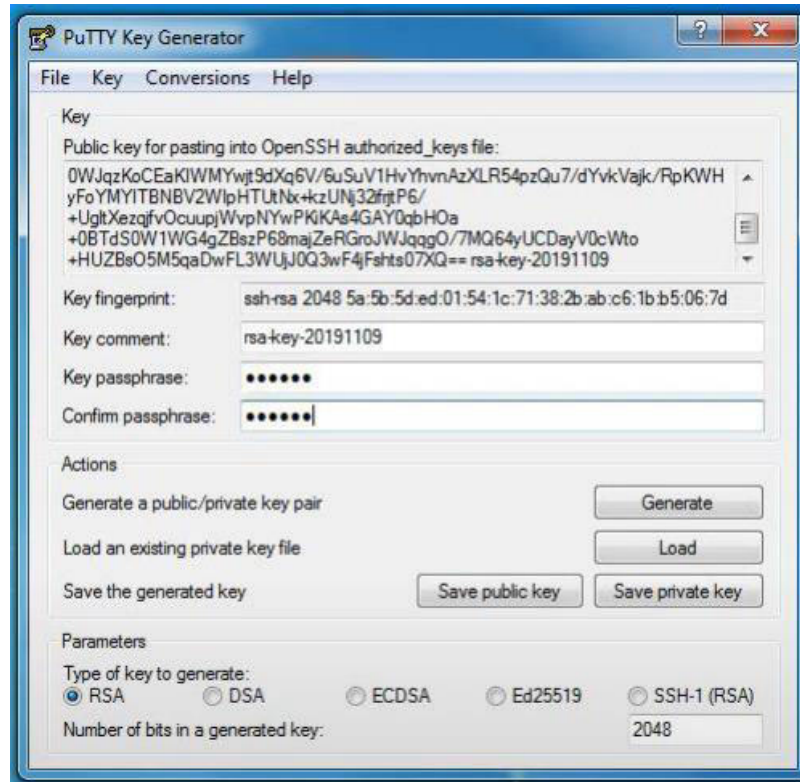 PuTTY Key Generator
File Key Conversions Help
Key
Public key for pasting into OpenSSH authorized_keys file:
0WJqzKoCEaKIWMYwjt9dXq6V/6uSuV1HvYhvnAzXLR54pzQu7/dYvkVajk/RpKWH
yFoYMYITBNBV2WlpHTUtNx+kzUNj32ifrjtP6/
+UgltXezqjfvOcuupjWvpNYwPKiKAs4GAY0qbHOa
+0BTdS0W1WG4gZBszP68majZeRGroJWJqqgO/7MQ64yUCDayV0cWto
+HUZBsO5M5qaDwFL3WUjJ0Q3wF4jFshts07XQ== rsa-key-20191109
Key fingerprint: ssh-rsa 2048 5a:5b:5d:ed:01:54:1c:71:38:2b:ab:c6:1b:b5:06:7d
Key comment: rsa-key-20191109
Key passphrase: ••••••
Confirm passphrase: ••••••
Actions
Generate a public/private key pair Generate
Load an existing private key file Load
Save the generated key Save public key Save private key
Parameters
Type of key to generate:
RSA DSA ECDSA Ed25519 SSH-1 (RSA)
Number of bits in a generated key: 2048